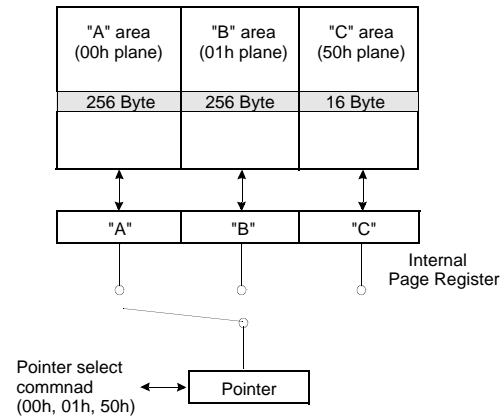 "A" area
(00h plane)
"B" area
(01h plane)
"C" area
(50h plane)
256 Byte
256 Byte
16 Byte
"A"
"B"
"C"
Internal
Page Register
Pointer select
commnad
(00h, 01h, 50h)
Pointer